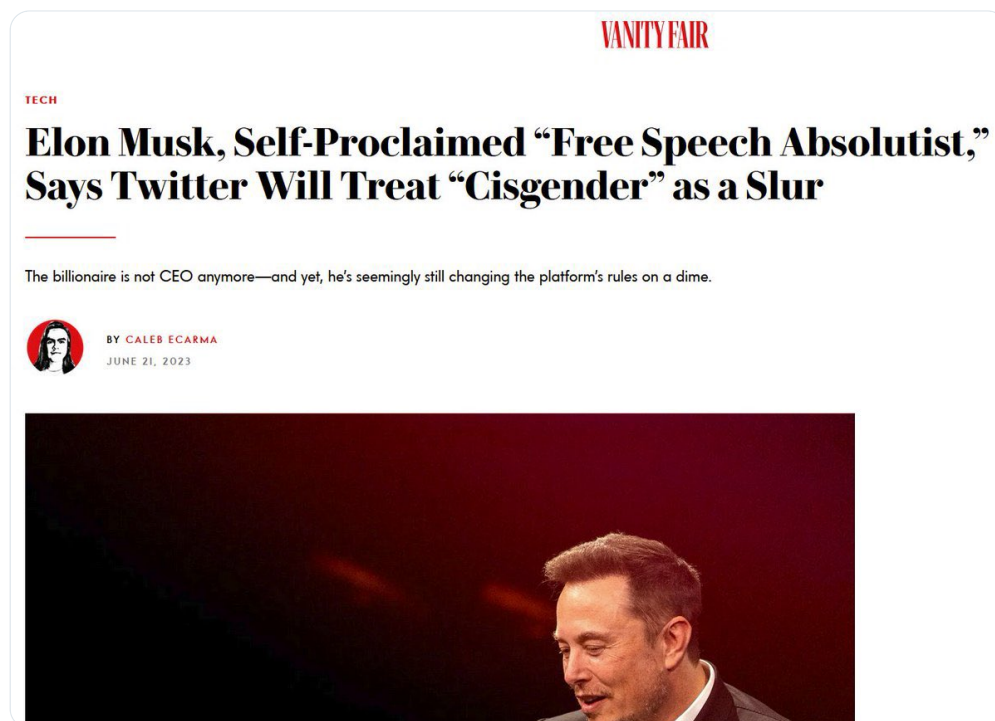 VANITY FAIR
TECH
Elon Musk, Self-Proclaimed “Free Speech Absolutist,”
Says Twitter Will Treat “Cisgender” as a Slur
The billionaire is not CEO anymore—and yet, he’s seemingly still changing the platform’s rules on a dime.
BY CALEB ECARMA
JUNE 21, 2023